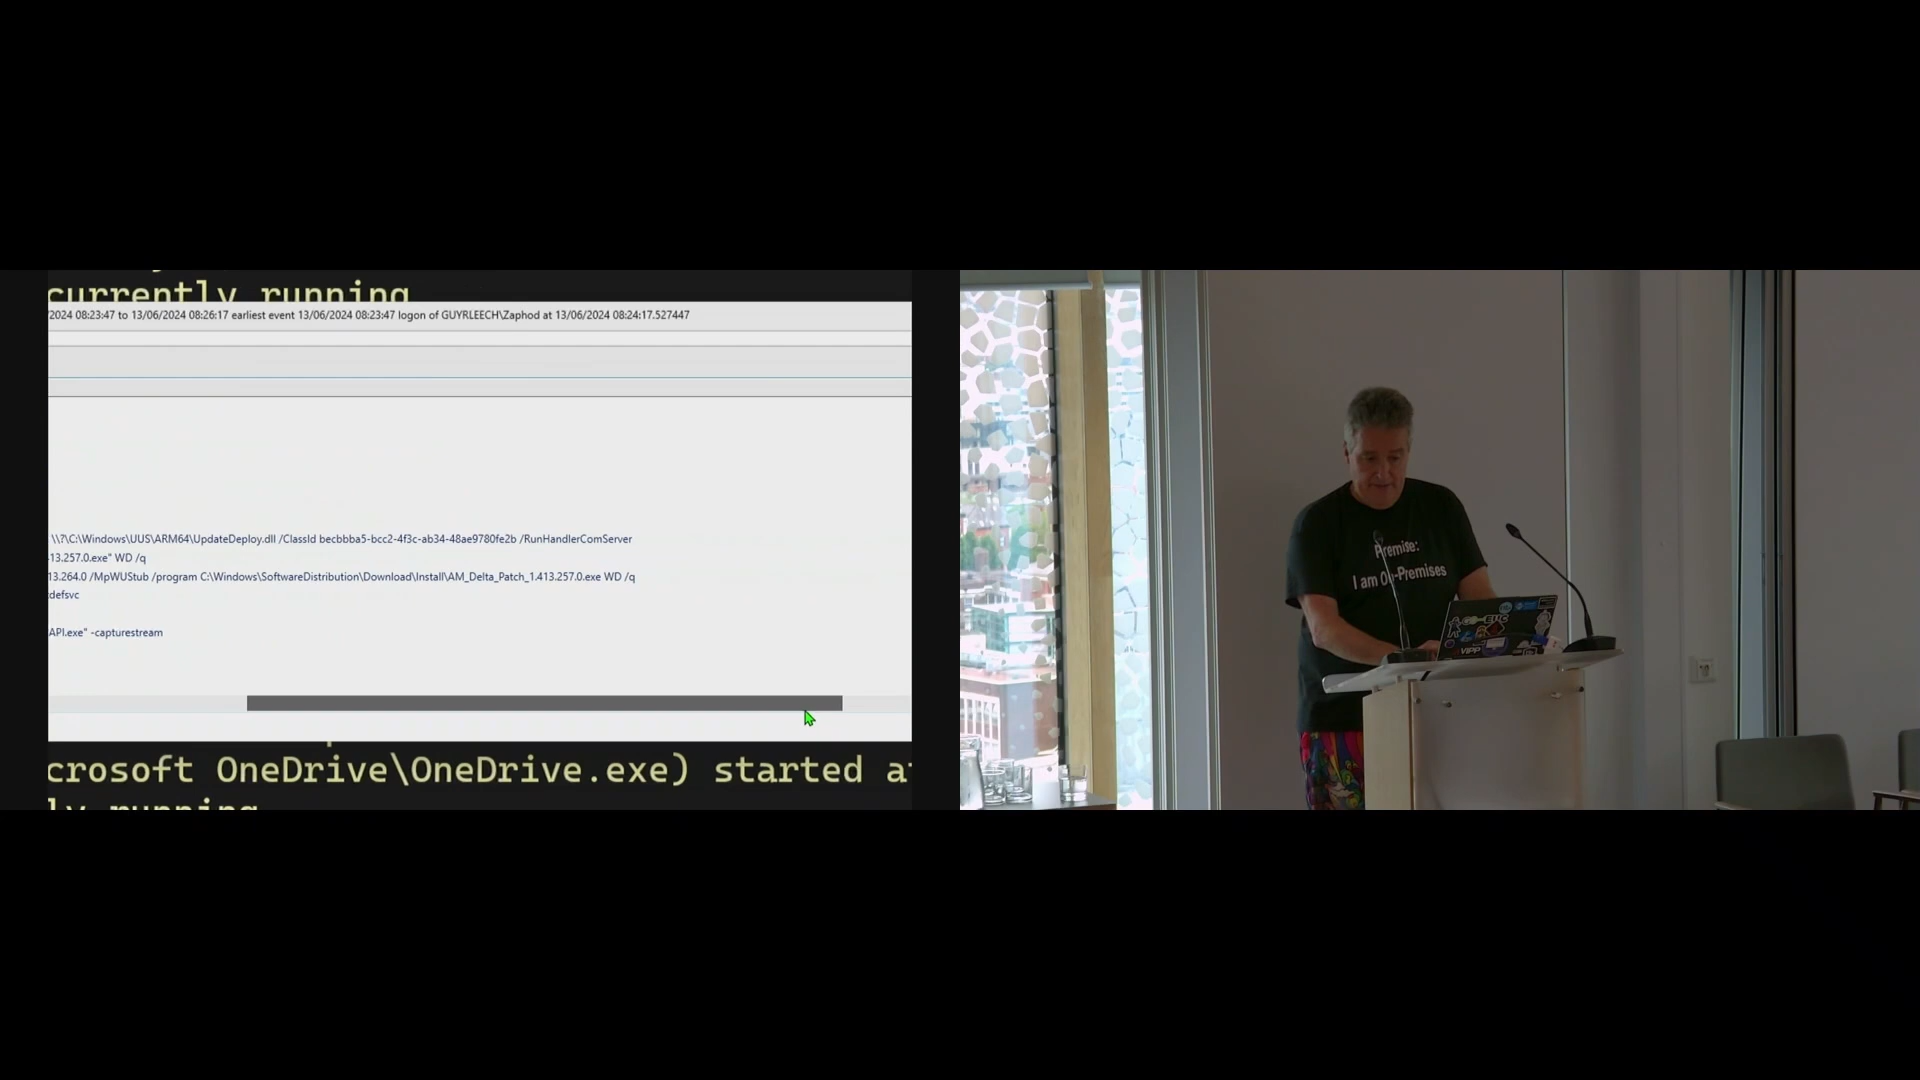 currently running
2024 08:23:47 to 13/06/2024 08:26:17 earliest event 13/06/2024 08:23:47 logon of GUYRLEECH\Zaphod at 13/06/2024 08:24:17.527447
\\?\C:\Windows\UUS\ARM64\UpdateDeploy.dll /ClassId becbbba5-bcc2-4f3c-ab34-48ae9780fe2b /RunHandlerComServer
13.257.0.exe" WD /q
13.264.0 /MpWUStub /program C:\Windows\SoftwareDistribution\Download\Install\AM_Delta_Patch_1.413.257.0.exe WD /q
defsvc
API.exe" -capturestream
crosoft OneDrive\OneDrive.exe) started a
ly running
Premise:
I am On-Premises
VIPP